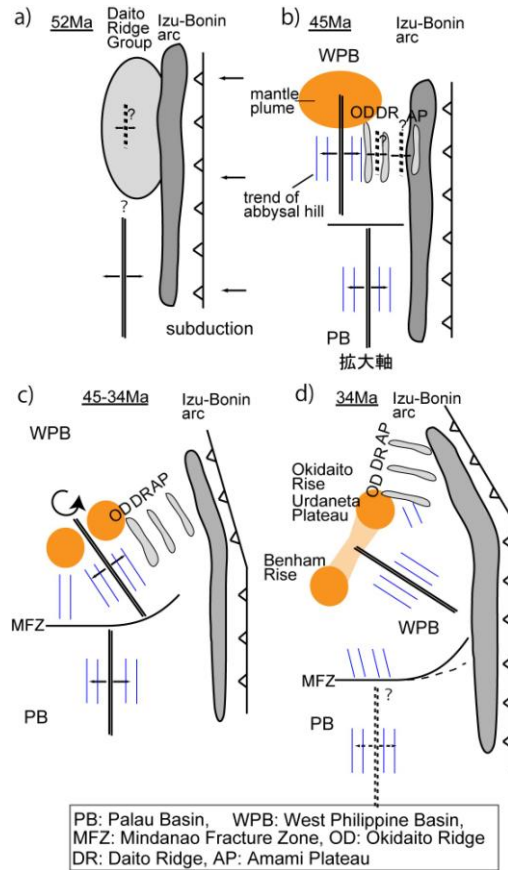 a)
52Ma
Daito
Ridge
Group
Izu-Bonin
arc
?
?
subduction
b)
45Ma
Izu-Bonin
arc
WPB
mantle
plume
OD DR AP
?
?
trend of
abbysal hill
PB
拡大軸
c)
45-34Ma
Izu-Bonin
arc
WPB
OD DR AP
MFZ
PB
d)
34Ma
Izu-Bonin
arc
OD DR AP
Okidaito
Rise
Urdaneta
Plateau
Benham
Rise
WPB
MFZ
?
PB
PB: Palau Basin, WPB: West Philippine Basin,
MFZ: Mindanao Fracture Zone, OD: Okidaito Ridge
DR: Daito Ridge, AP: Amami Plateau